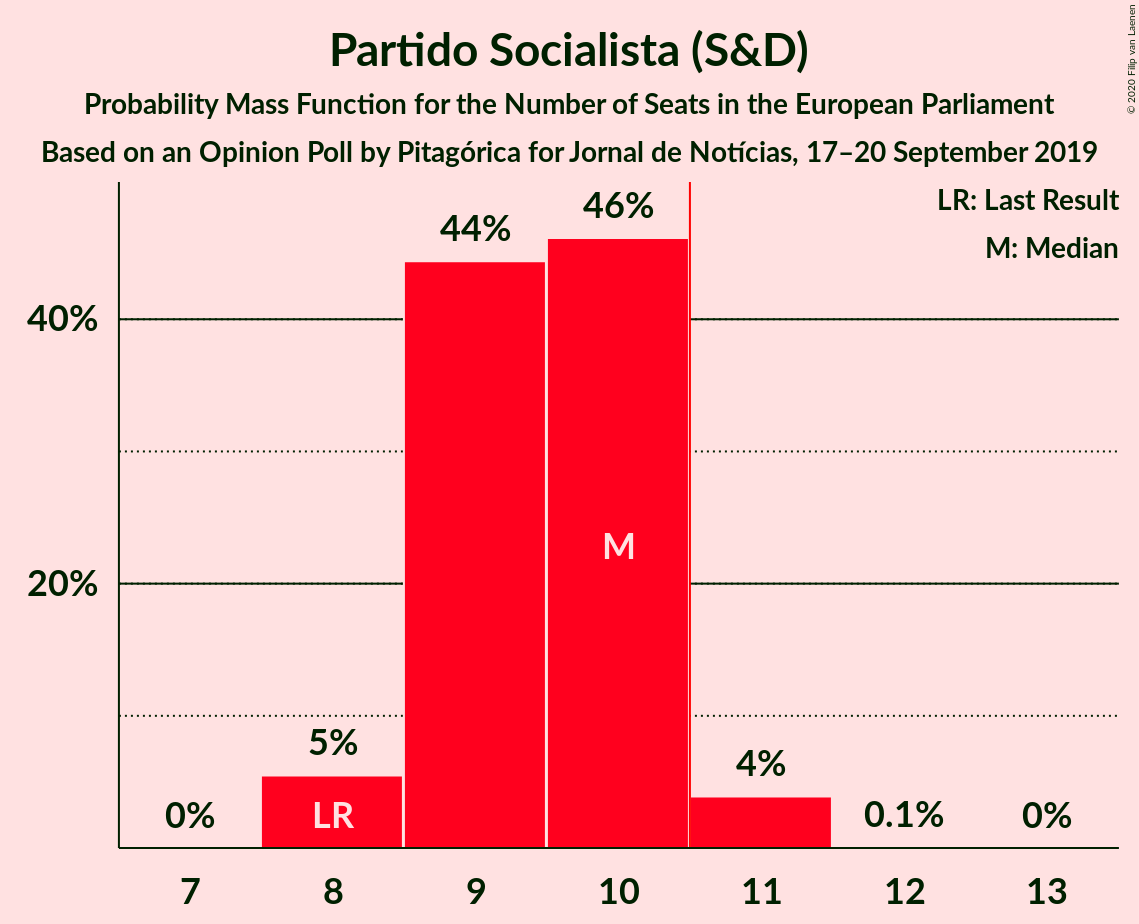 Partido Socialista (S&D)
Probability Mass Function for the Number of Seats in the European Parliament
Based on an Opinion Poll by Pitagórica for Jornal de Notícias, 17–20 September 2019
© 2020 Filip van Laenen
LR: Last Result
M: Median
40%
20%
0%
5%
44%
46%
4%
0.1%
0%
LR
M
7
8
9
10
11
12
13